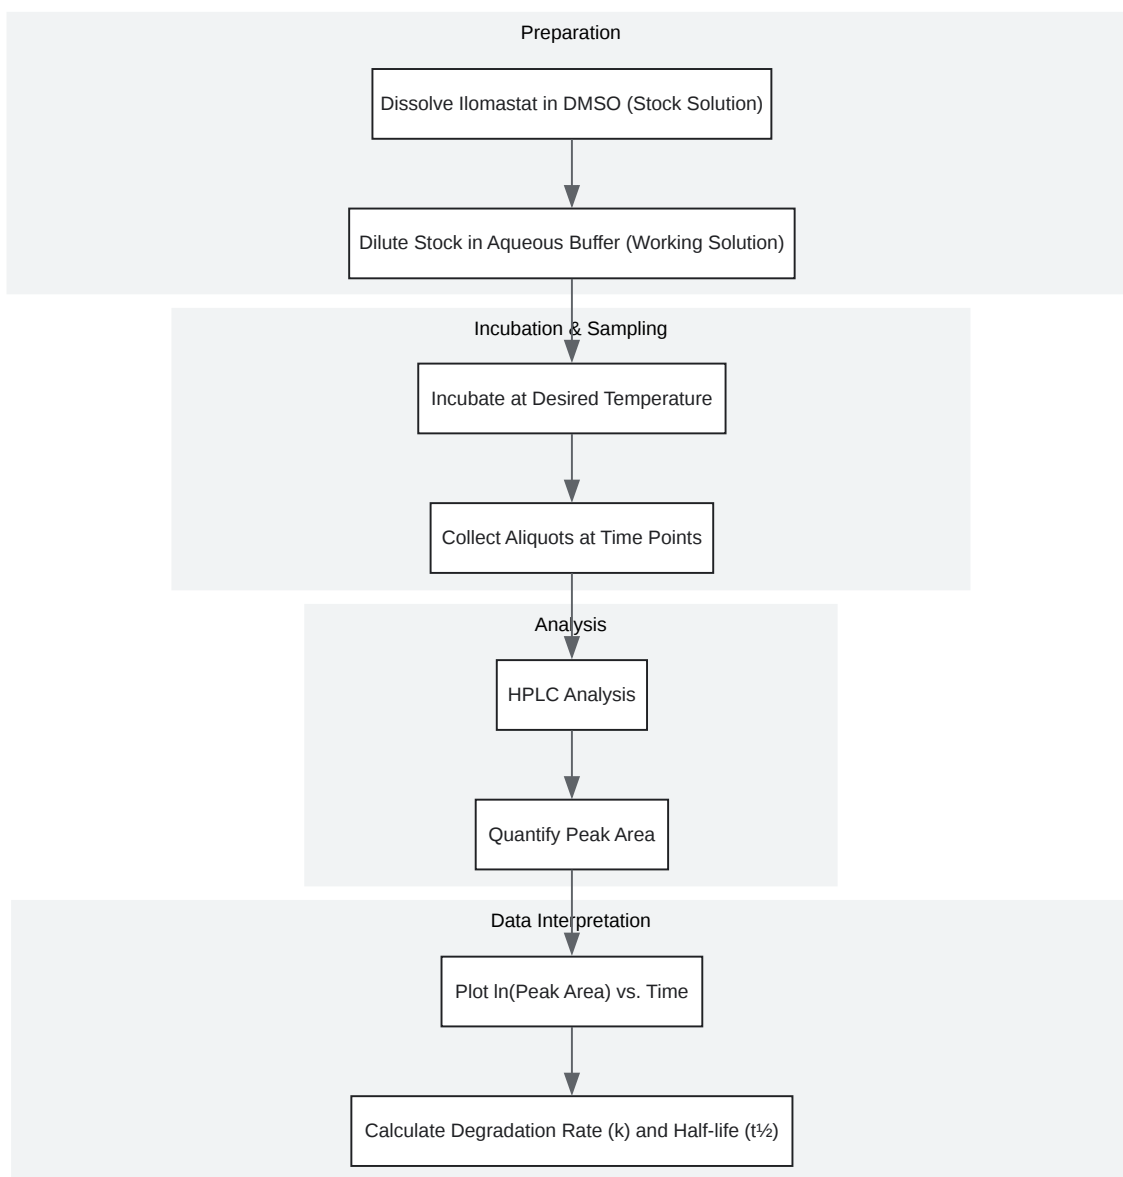 Preparation
Dissolve Ilomastat in DMSO (Stock Solution)
Dilute Stock in Aqueous Buffer (Working Solution)
Incubation & Sampling
Incubate at Desired Temperature
Collect Aliquots at Time Points
Analysis
HPLC Analysis
Quantify Peak Area
Data Interpretation
Plot ln(Peak Area) vs. Time
Calculate Degradation Rate (k) and Half-life (t½)